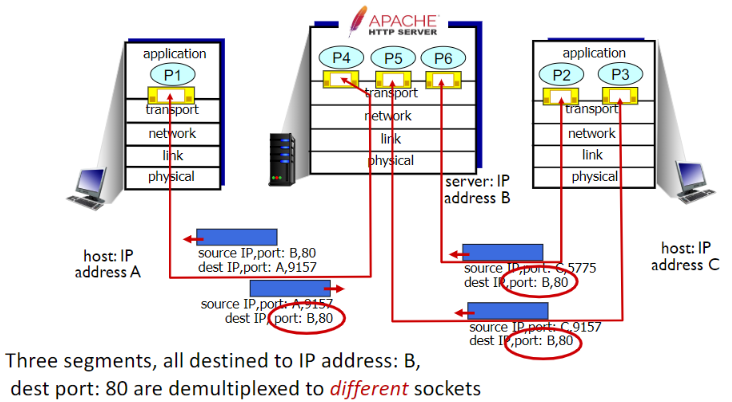 APACHE
HTTP SERVER
application
P1
transport
network
link
physical
host: IP
address A
P4
P5
P6
transport
network
link
physical
server: IP
address B
application
P2
P3
transport
network
link
physical
host: IP
address C
source IP,port: B,80
dest IP,port: A,9157
source IP,port: A,9157
dest IP, port: B,80
source IP,port: C,5775
dest IP,port: B,80
source IP,port: C,9157
dest IP,port: B,80
Three segments, all destined to IP address: B,
dest port: 80 are demultiplexed to different sockets